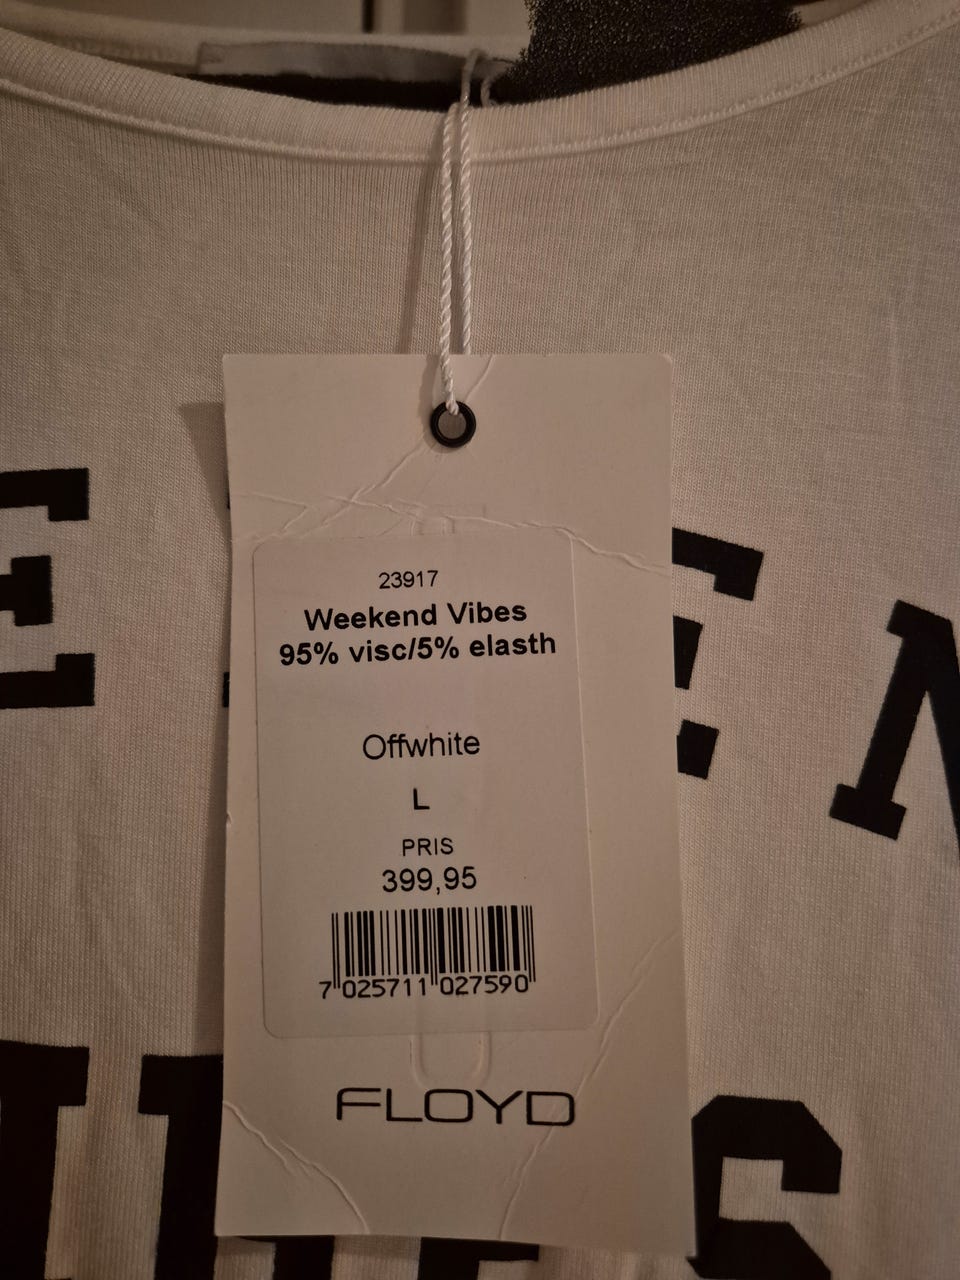 23917
Weekend Vibes
95% visc/5% elasth
Offwhite
L
PRIS
399,95
7 025711 027590
FLOYD